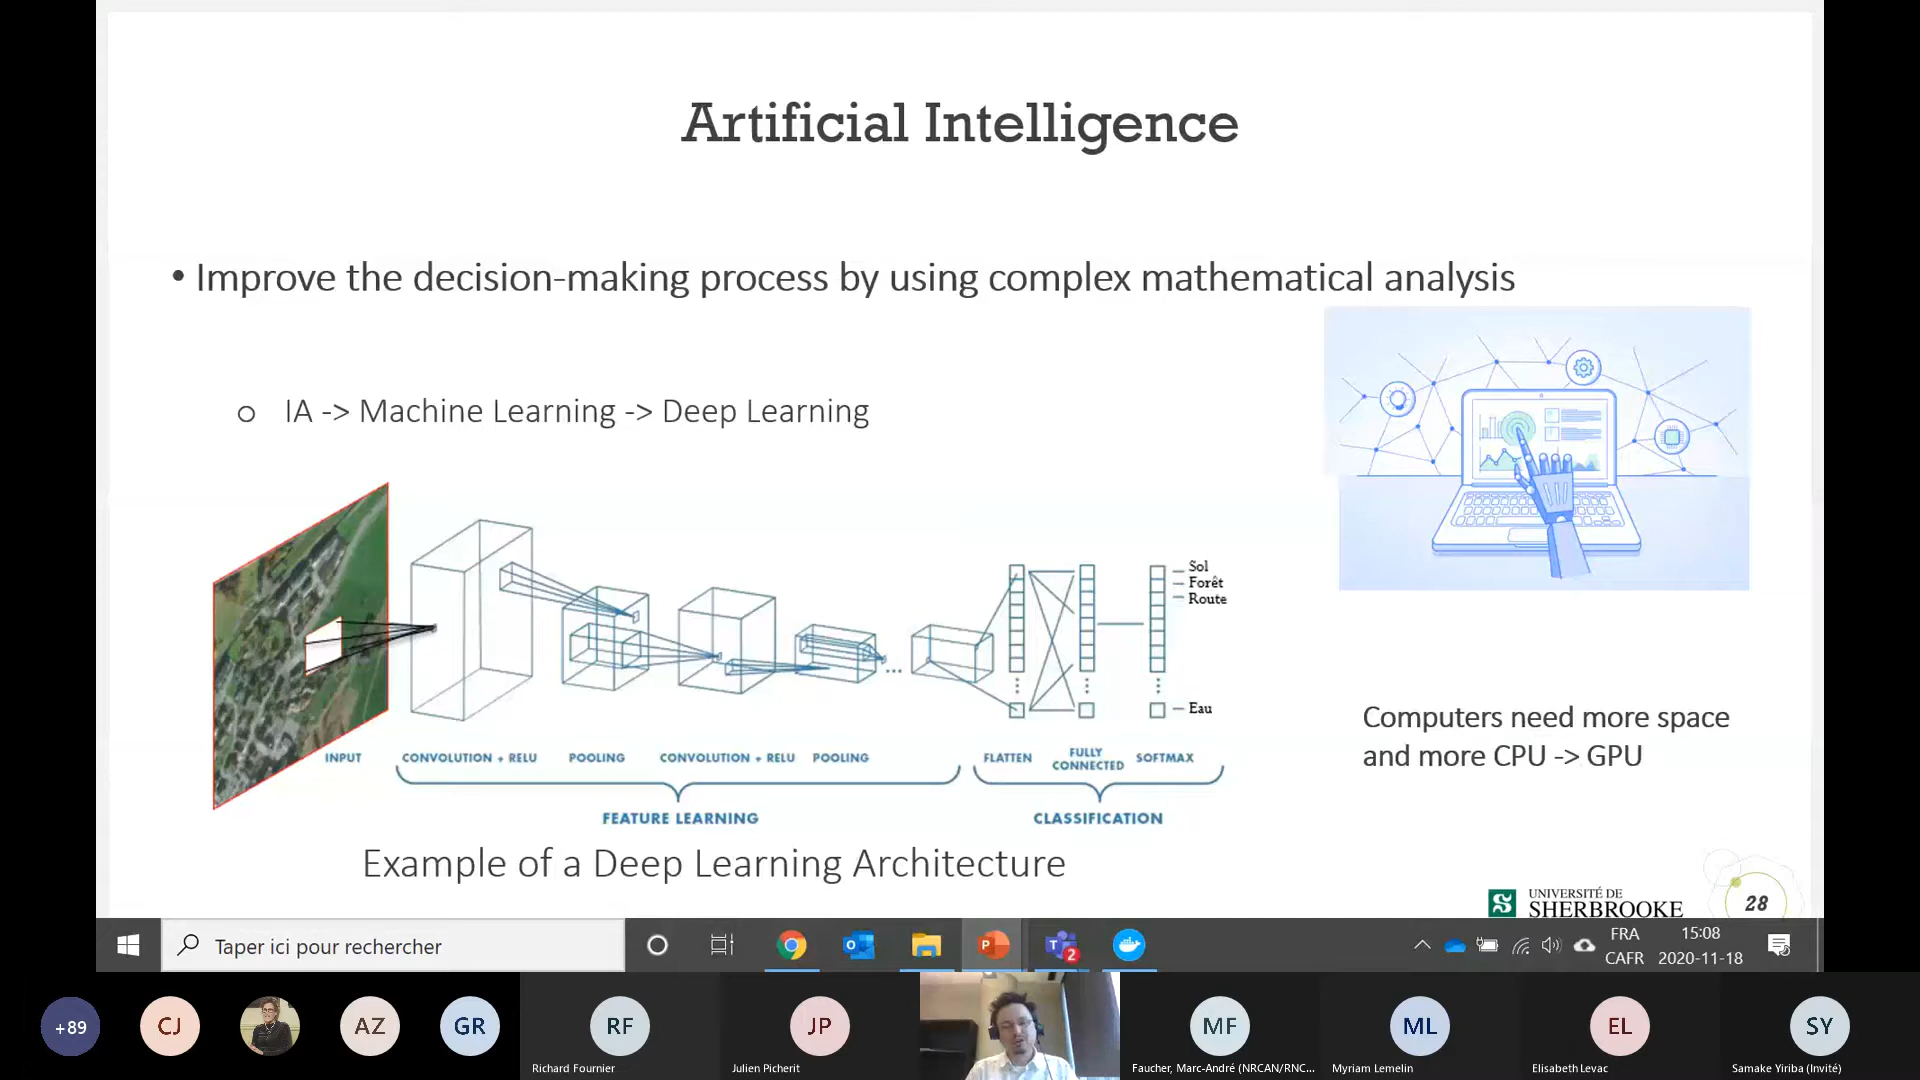 Artificial Intelligence
• Improve the decision-making process by using complex mathematical analysis
o IA -> Machine Learning -> Deep Learning
Sol
Forêt
Route
Eau
INPUT
CONVOLUTION + RELU
POOLING
CONVOLUTION + RELU
POOLING
FLATTEN
FULLY
CONNECTED
SOFTMAX
FEATURE LEARNING
CLASSIFICATION
Example of a Deep Learning Architecture
Computers need more space
and more CPU -> GPU
S
UNIVERSITÉ DE
SHERBROOKE
28
Taper ici pour rechercher
P
T
2
FRA
CAFR
15:08
2020-11-18
+89
CJ
AZ
GR
RF
Richard Fournier
JP
Julien Picherit
MF
Faucher, Marc-André (NRCAN/RNC...
ML
Myriam Lemelin
EL
Elisabeth Levac
SY
Samake Yiriba (Invité)